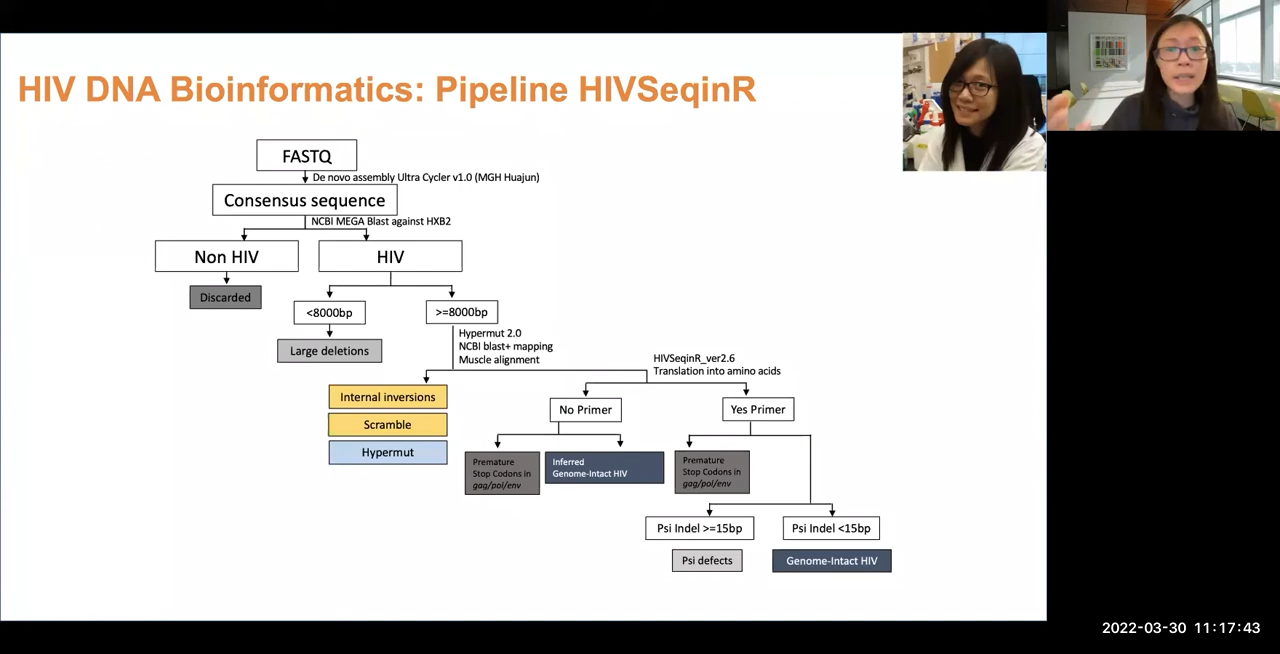 HIV DNA Bioinformatics: Pipeline HIVSeqinR
FASTQ
De novo assembly Ultra Cycler v1.0 (MGH Huajun)
Consensus sequence
NCBI MEGA Blast against HXB2
Non HIV
HIV
Discarded
<8000bp
>=8000bp
Large deletions
Hypermut 2.0
NCBI blast+ mapping
Muscle alignment
HIVSeqinR_ver2.6
Translation into amino acids
Internal inversions
Scramble
Hypermut
No Primer
Yes Primer
Premature
Stop Codons in
gag/pol/env
Inferred
Genome-Intact HIV
Premature
Stop Codons in
gag/pol/env
Psi Indel >=15bp
Psi Indel <15bp
Psi defects
Genome-Intact HIV
2022-03-30 11:17:43